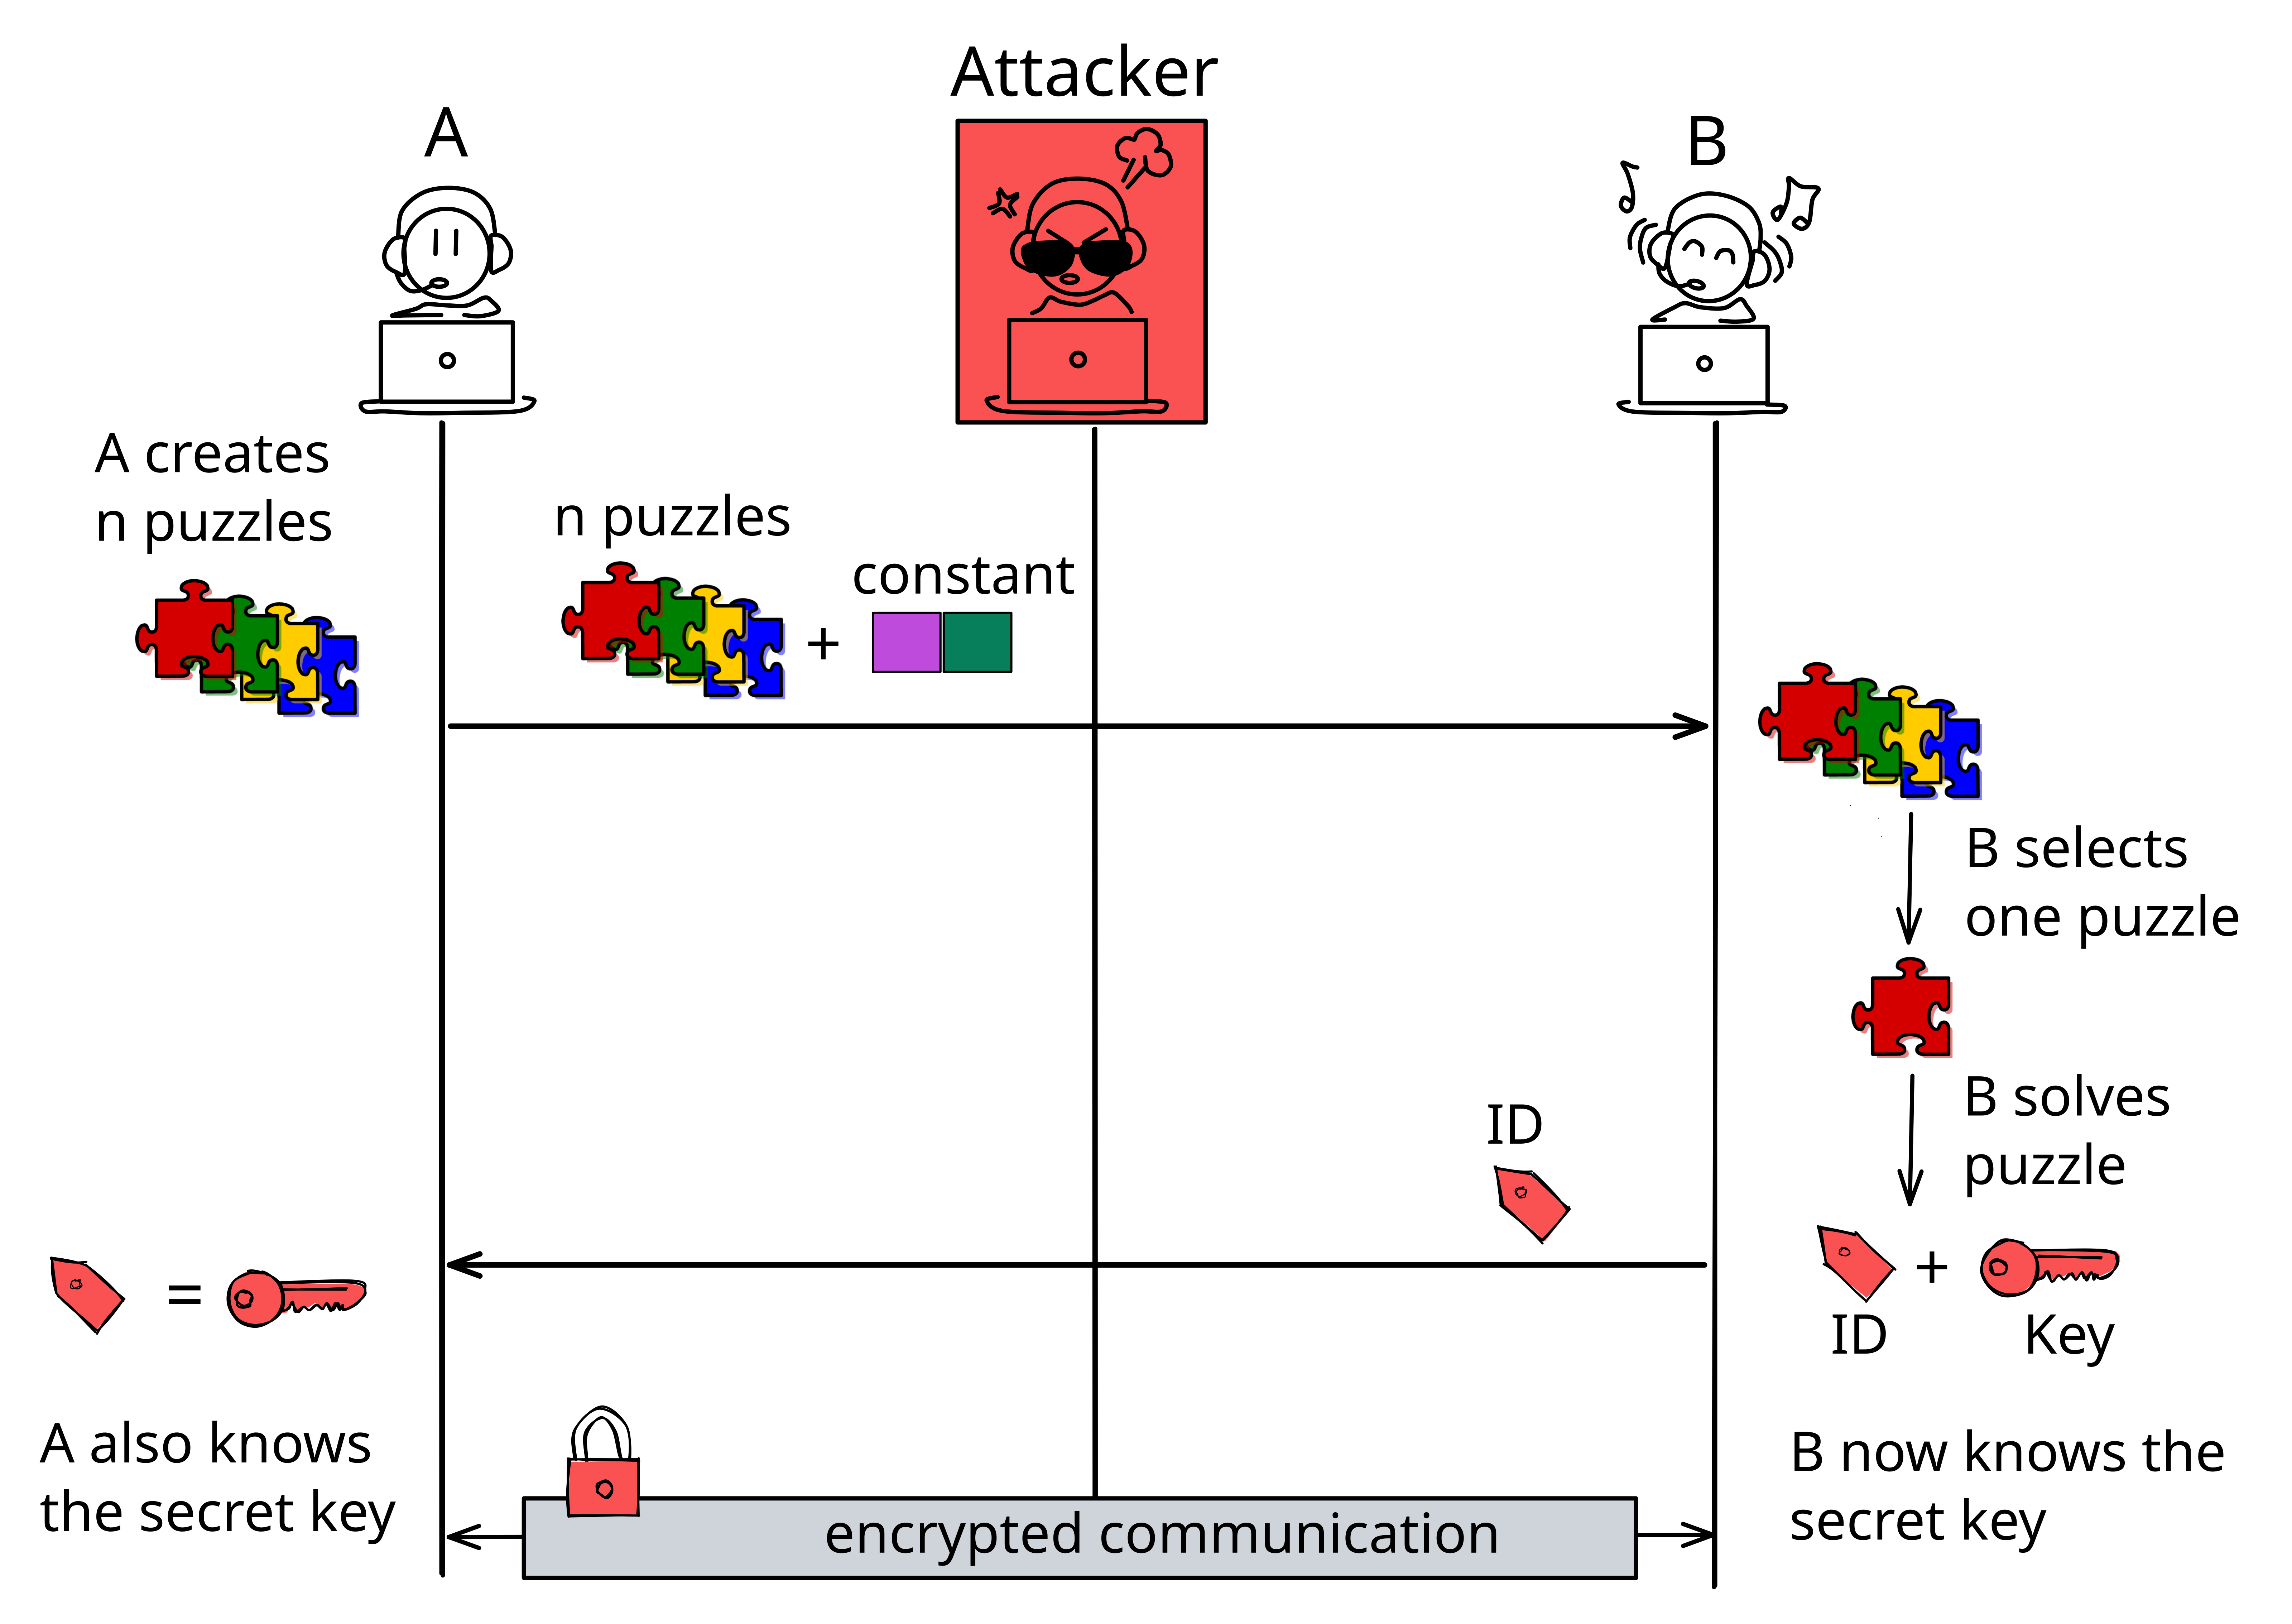 Attacker
A
B
A creates
n puzzles
n puzzles
constant
+
B selects
one puzzle
B solves
puzzle
ID
=
+
ID
Key
A also knows
the secret key
B now knows the
secret key
encrypted communication